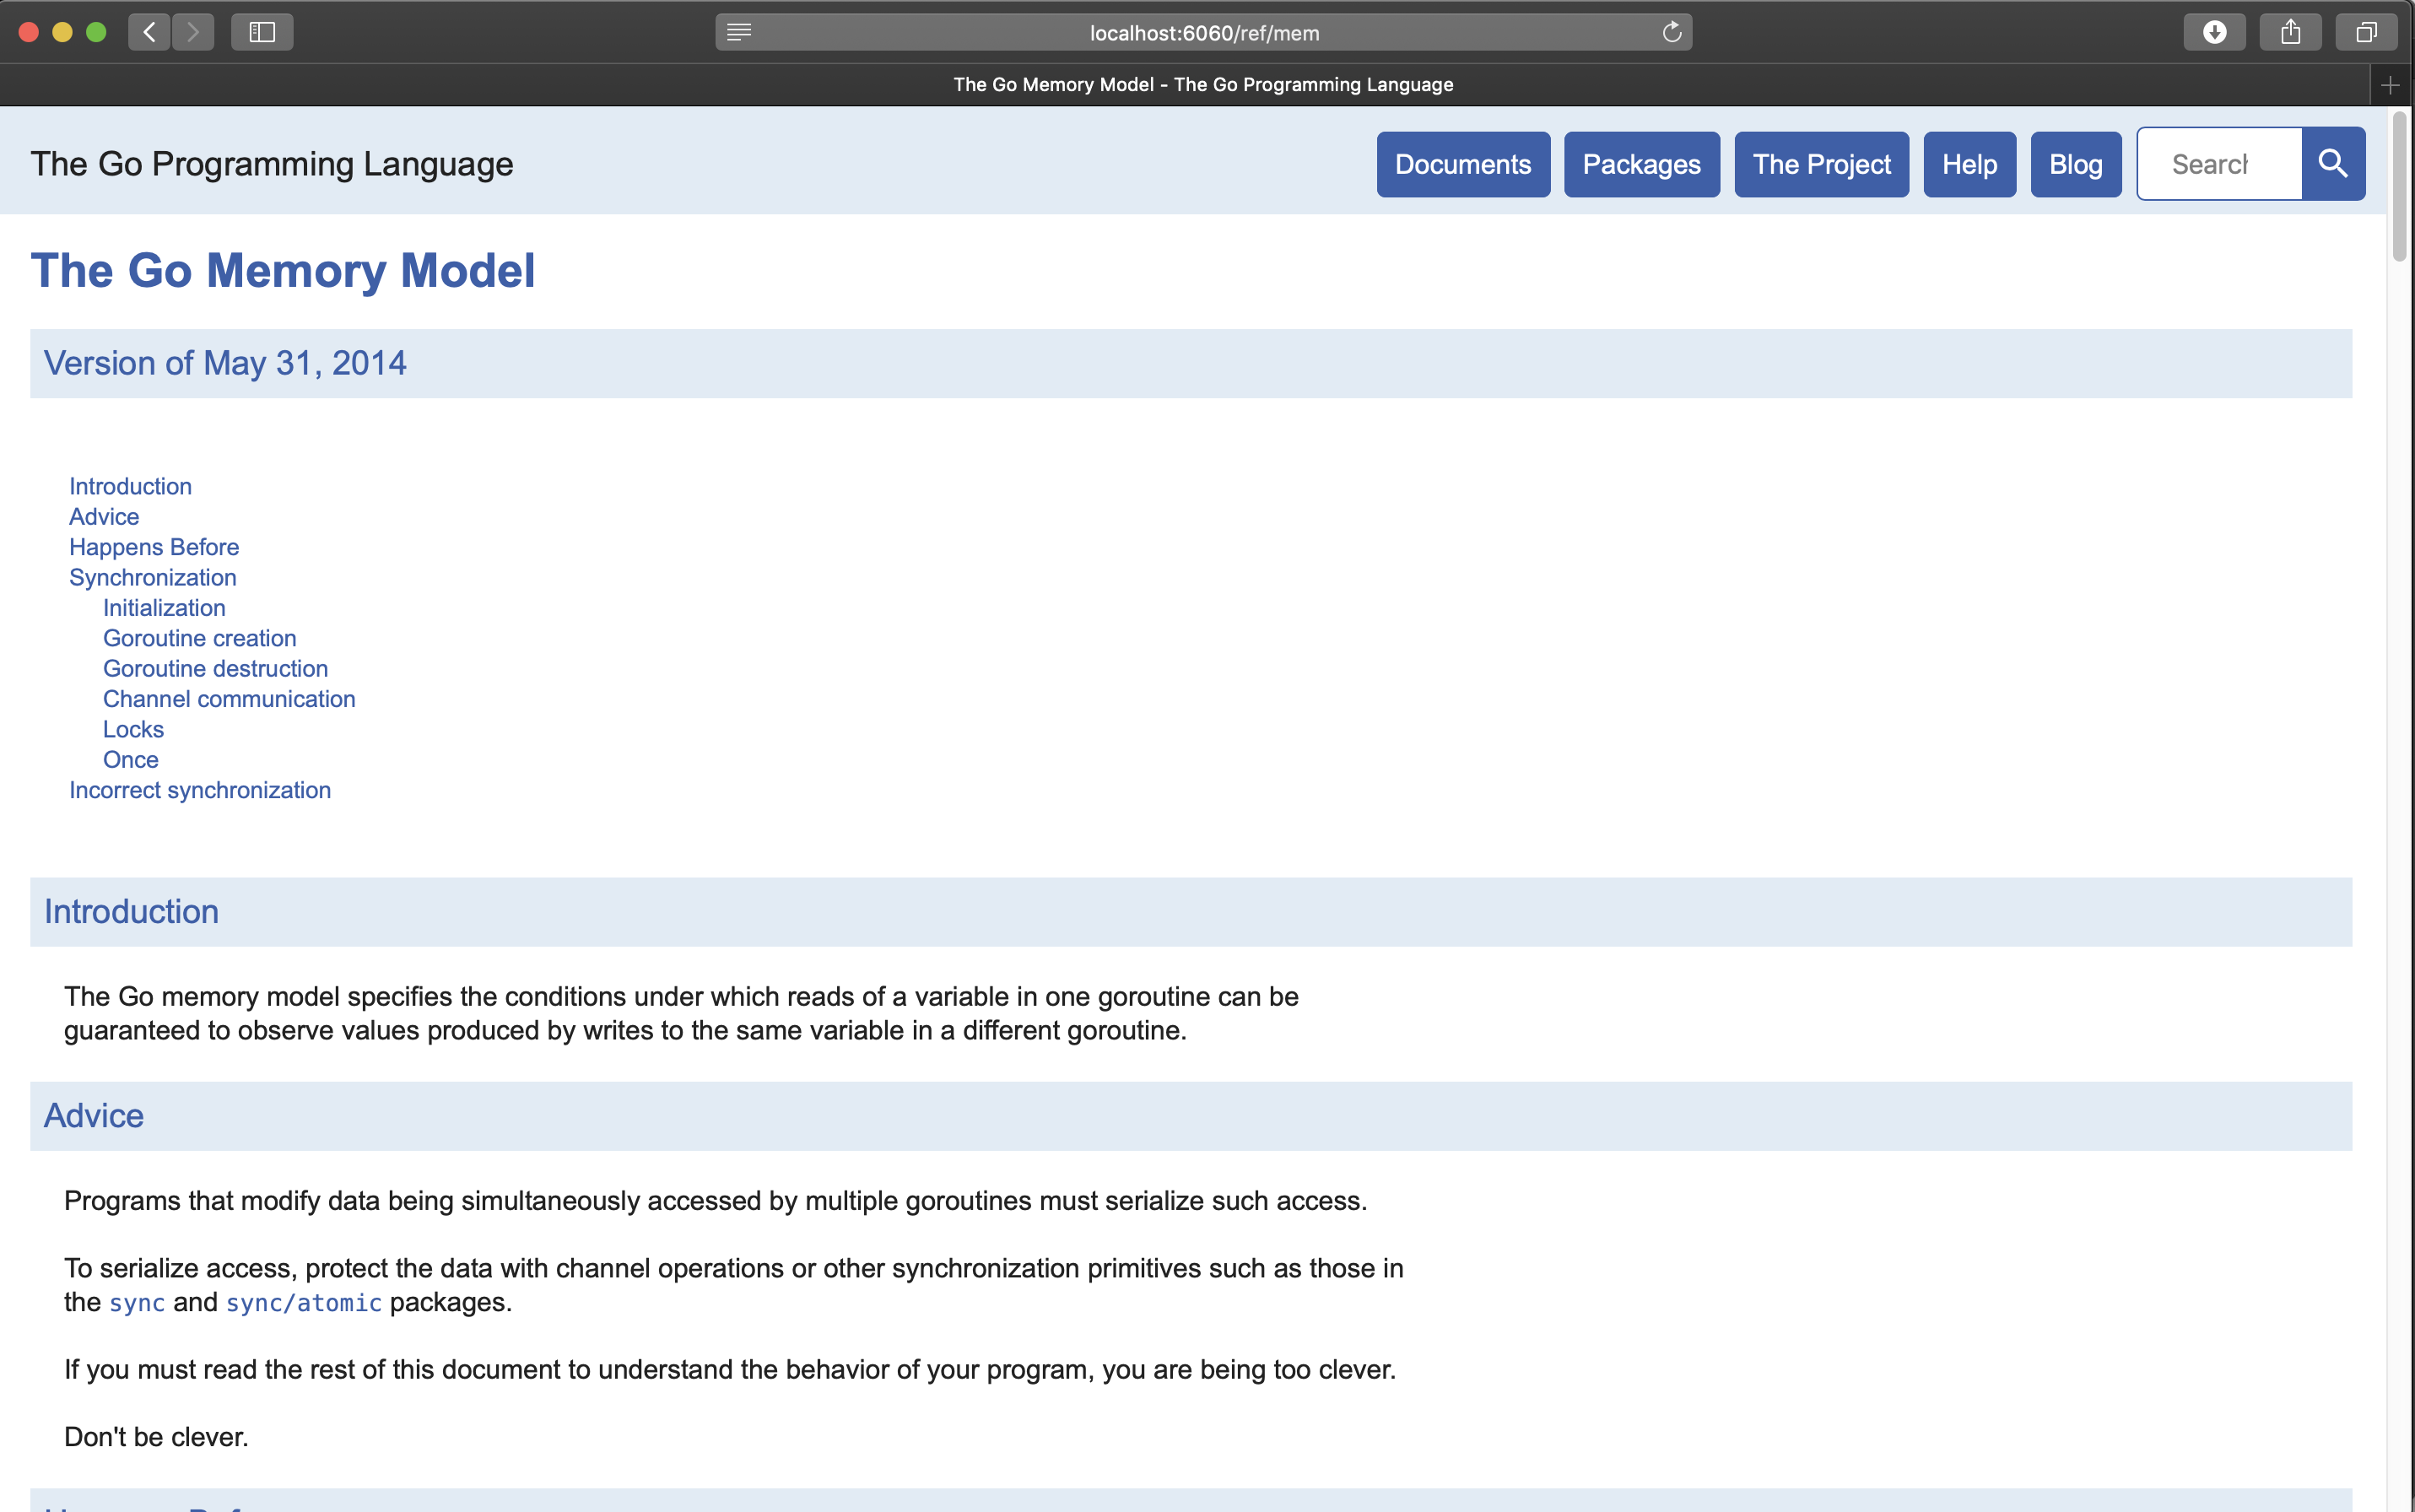 localhost:6060/ref/mem
The Go Memory Model - The Go Programming Language
The Go Programming Language
Documents
Packages
The Project
Help
Blog
Search
The Go Memory Model
Version of May 31, 2014
Introduction
Advice
Happens Before
Synchronization
Initialization
Goroutine creation
Goroutine destruction
Channel communication
Locks
Once
Incorrect synchronization
Introduction
The Go memory model specifies the conditions under which reads of a variable in one goroutine can be
guaranteed to observe values produced by writes to the same variable in a different goroutine.
Advice
Programs that modify data being simultaneously accessed by multiple goroutines must serialize such access.
To serialize access, protect the data with channel operations or other synchronization primitives such as those in
the sync and sync/atomic packages.
If you must read the rest of this document to understand the behavior of your program, you are being too clever.
Don't be clever.